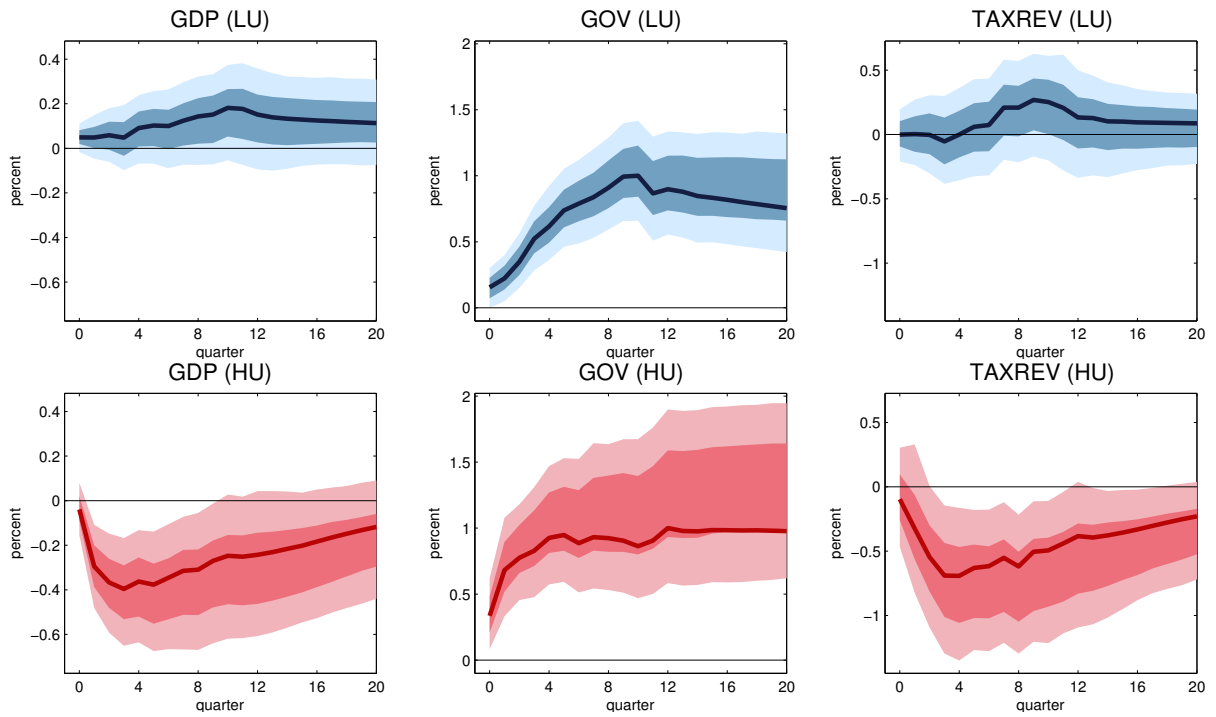 GDP (LU)
0.4
0.2
0
−0.2
−0.4
−0.6
percent
0 4 8 12 16 20
quarter
GOV (LU)
2
1.5
1
0.5
0
percent
0 4 8 12 16 20
quarter
TAXREV (LU)
0.5
0
−0.5
−1
percent
0 4 8 12 16 20
quarter
GDP (HU)
0.4
0.2
0
−0.2
−0.4
−0.6
percent
0 4 8 12 16 20
quarter
GOV (HU)
2
1.5
1
0.5
0
percent
0 4 8 12 16 20
quarter
TAXREV (HU)
0.5
0
−0.5
−1
percent
0 4 8 12 16 20
quarter